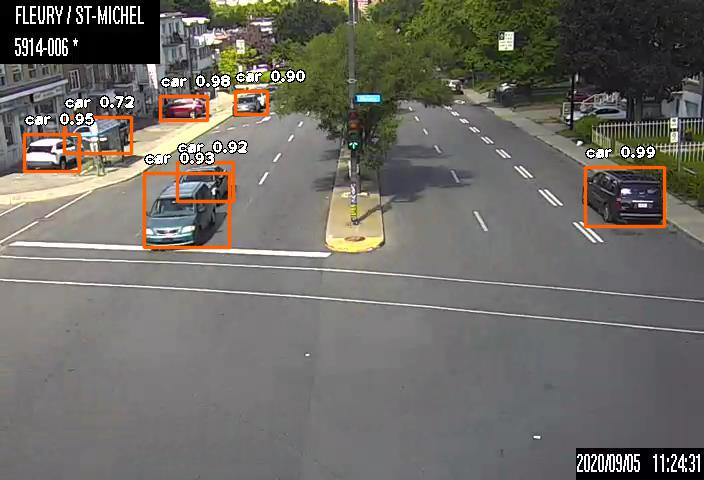 FLEURY / ST-MICHEL
5914-006 *
car 0.98
car 0.90
car 0.72
car 0.95
car 0.92
car 0.93
car 0.99
2020/09/05 11:24:31